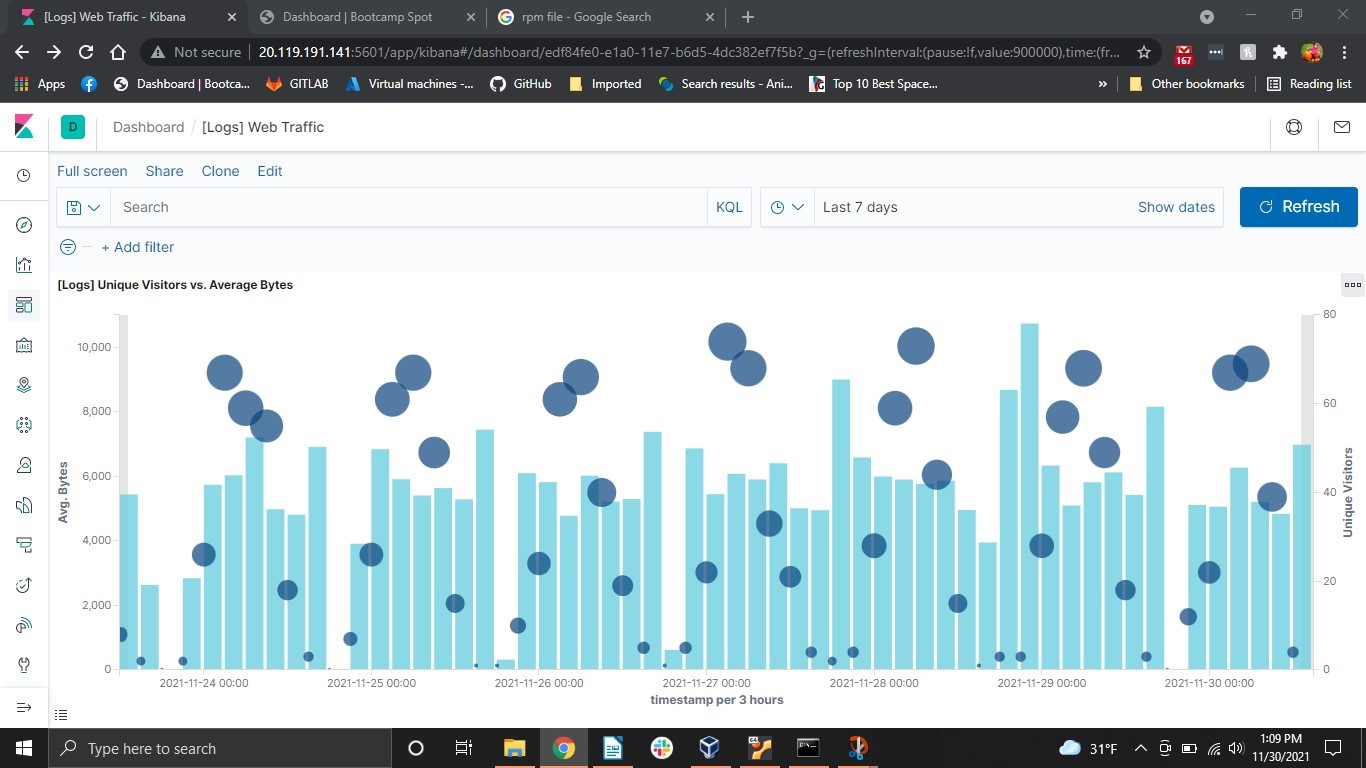 [Logs] Web Traffic - Kibana
Dashboard | Bootcamp Spot
rpm file - Google Search
Not secure | 20.119.191.141:5601/app/kibana#/dashboard/edf84fe0-e1a0-11e7-b6d5-4dc382ef7f5b?_g=(refreshInterval:(pause:!f,value:900000),time:(fr...
167
Apps
Dashboard | Bootca...
GITLAB
Virtual machines -...
GitHub
Imported
Search results - Ani...
Top 10 Best Space...
»
Other bookmarks
Reading list
D
Dashboard / [Logs] Web Traffic
Full screen Share Clone Edit
Search
KQL
Last 7 days
Show dates
Refresh
+ Add filter
[Logs] Unique Visitors vs. Average Bytes
10,000
8,000
6,000
4,000
2,000
0
Avg. Bytes
80
60
40
20
0
Unique Visitors
2021-11-24 00:00
2021-11-25 00:00
2021-11-26 00:00
2021-11-27 00:00
2021-11-28 00:00
2021-11-29 00:00
2021-11-30 00:00
timestamp per 3 hours
Type here to search
31°F
1:09 PM
11/30/2021